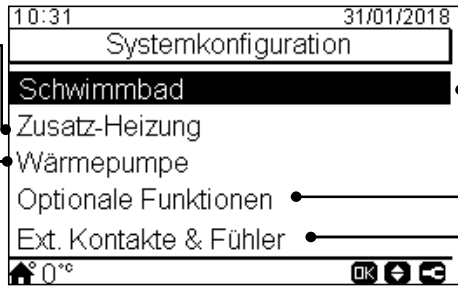 10:31 31/01/2018
Systemkonfiguration
Schwimmbad
Zusatz-Heizung
Wärmepumpe
Optionale Funktionen
Ext. Kontakte & Fühler
0°° OK